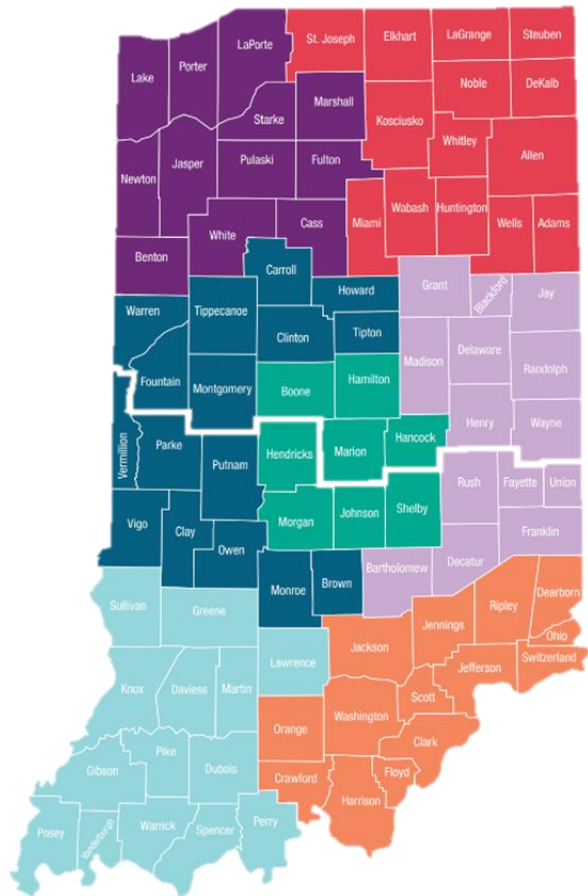 LaPorte
St. Joseph
Elkhart
LaGrange
Steuben
Lake
Porter
Noble
DeKalb
Marshall
Starke
Kosciusko
Whitley
Allen
Newton
Jasper
Pulaski
Fulton
Miami
Wabash
Huntington
Wells
Adams
White
Cass
Benton
Carroll
Grant
Blackford
Jay
Howard
Warren
Tippecanoe
Clinton
Tipton
Madison
Delaware
Randolph
Fountain
Montgomery
Boone
Hamilton
Henry
Wayne
Vermillion
Parke
Putnam
Hendricks
Marion
Hancock
Rush
Fayette
Union
Vigo
Clay
Owen
Morgan
Johnson
Shelby
Franklin
Monroe
Brown
Bartholomew
Decatur
Sullivan
Greene
Lawrence
Jackson
Jennings
Ripley
Dearborn
Ohio
Switzerland
Jefferson
Knox
Daviess
Martin
Orange
Washington
Scott
Clark
Gibson
Pike
Dubois
Crawford
Floyd
Harrison
Posey
Vanderburgh
Warrick
Spencer
Perry